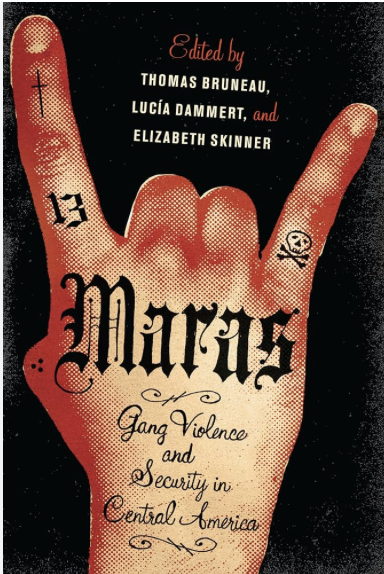 Edited by
THOMAS BRUNEAU,
LUCÍA DAMMERT, and
ELIZABETH SKINNER
13
Maras
Gang Violence
and
Security in
Central America